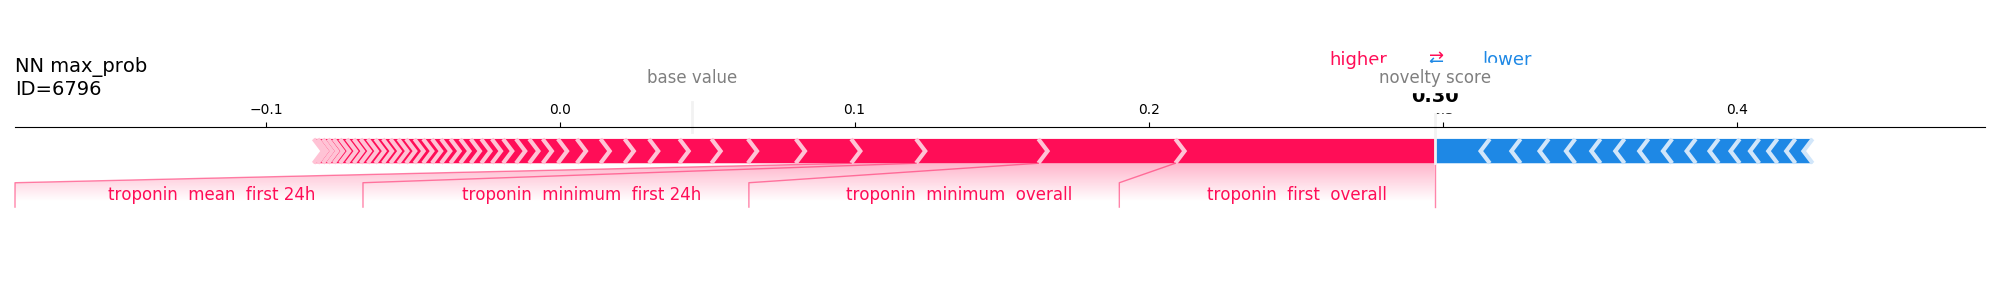 higher ⇄ lower
NN max_prob
ID=6796
base value
novelty score
0.30
−0.1 0.0 0.1 0.2 0.4
troponin mean first 24h troponin minimum first 24h troponin minimum overall troponin first overall